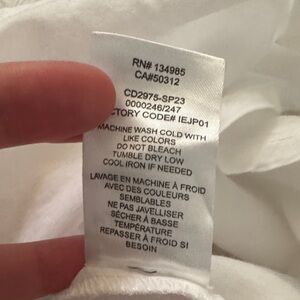 RN# 134985
CA#50312
CD2975-SP23
0000246/247
CTORY CODE# IEJP01
MACHINE WASH COLD WITH
LIKE COLORS
DO NOT BLEACH
TUMBLE DRY LOW
COOL IRON IF NEEDED
LAVAGE EN MACHINE À FROID
AVEC DES COULEURS
SEMBLABLES
NE PAS JAVELLISER
SÉCHER À BASSE
TEMPÉRATURE
REPASSER À FROID SI
BESOIN